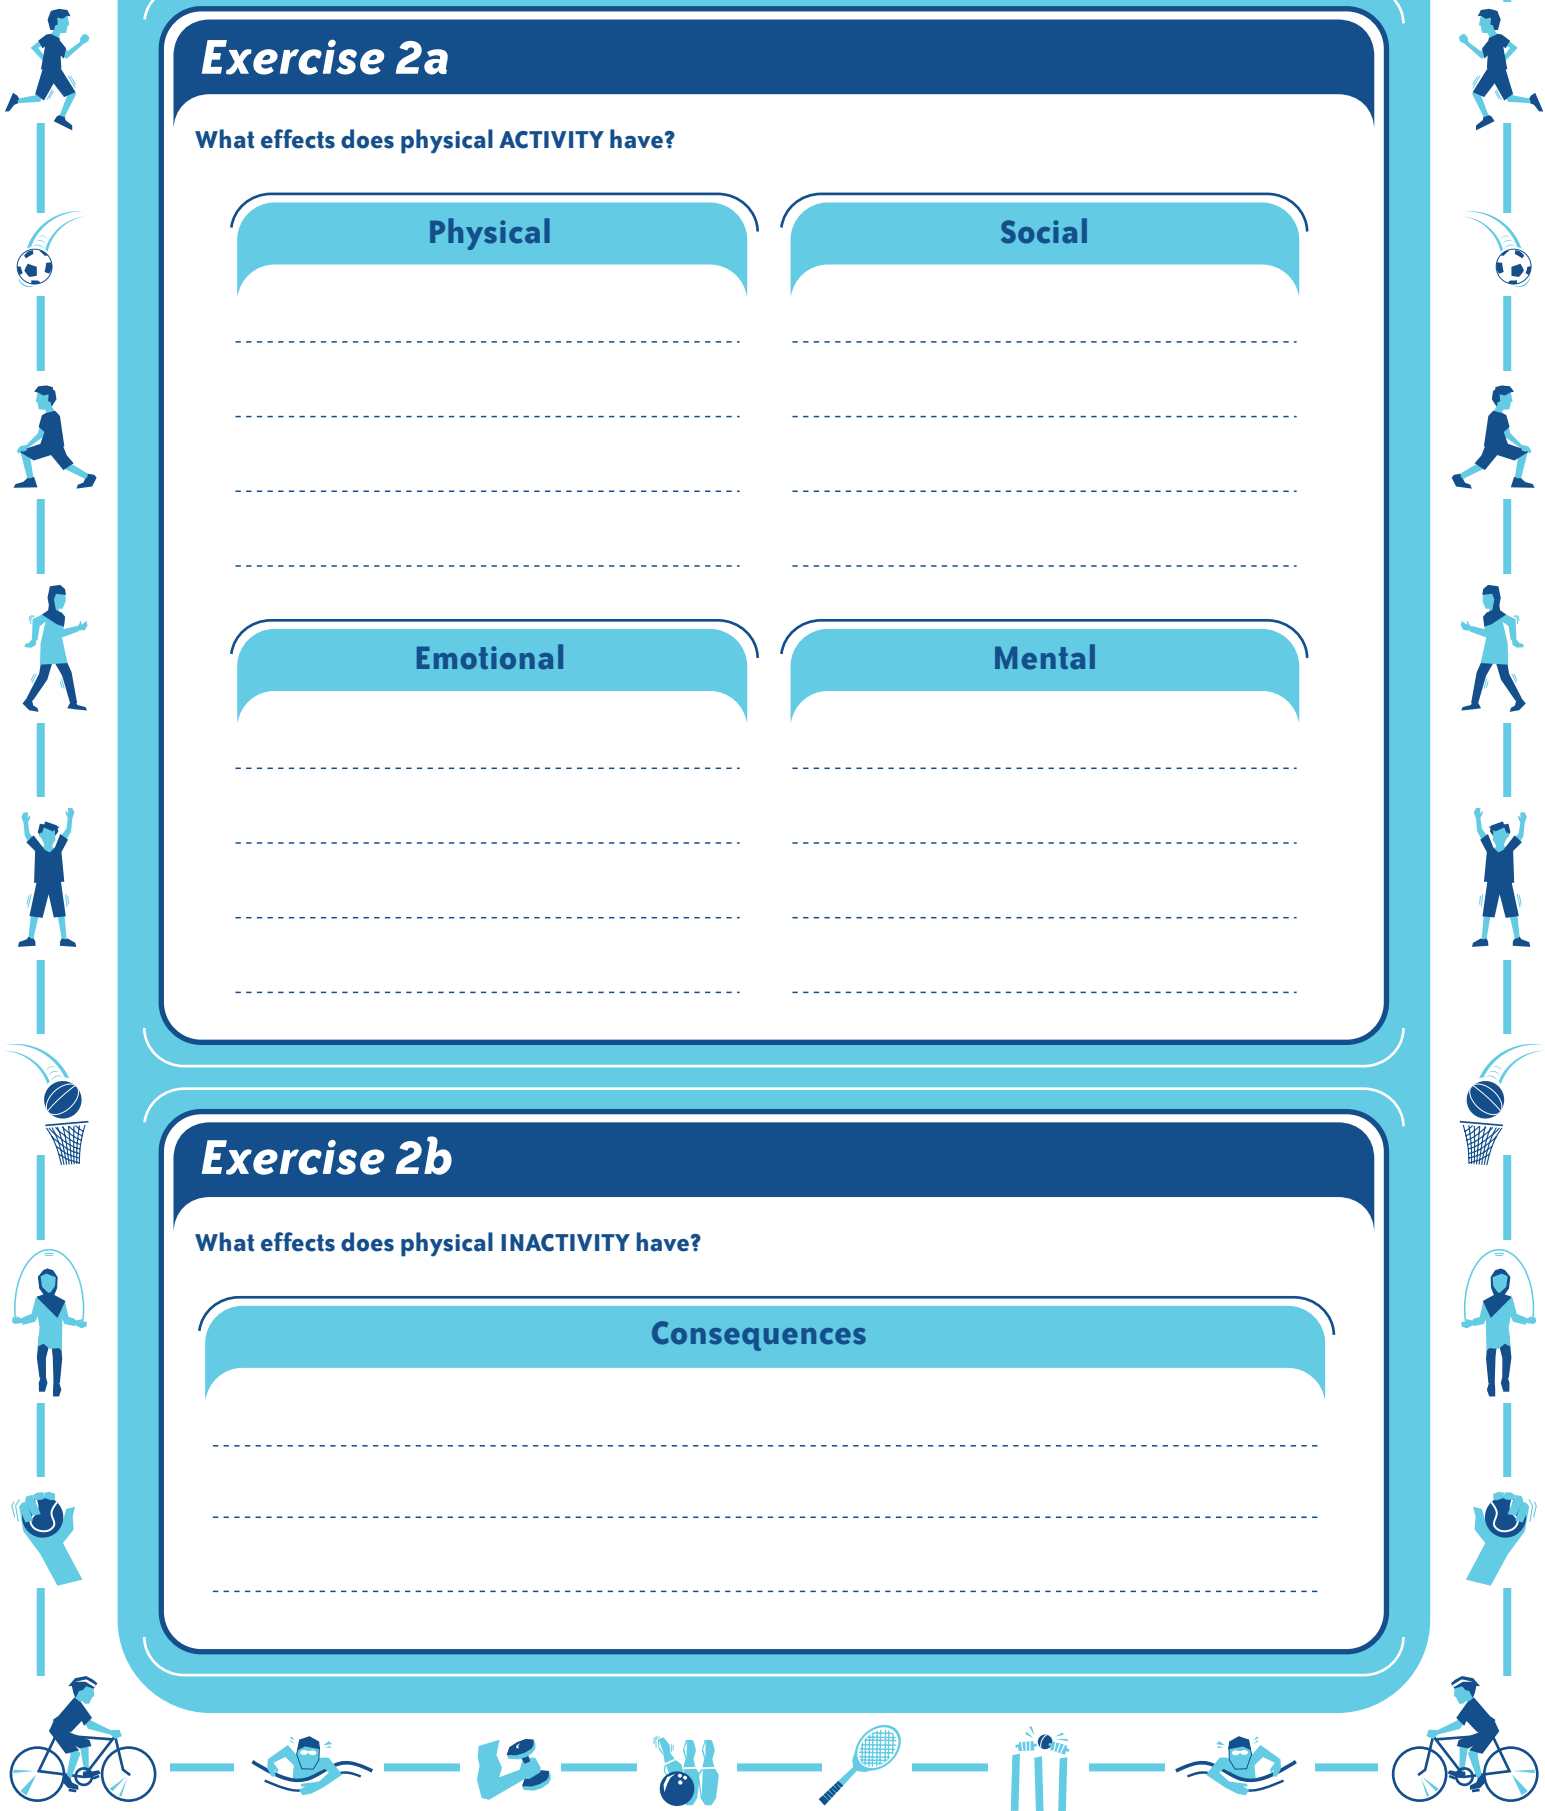 Exercise 2a
What effects does physical ACTIVITY have?
Physical
Social
Emotional
Mental
Exercise 2b
What effects does physical INACTIVITY have?
Consequences